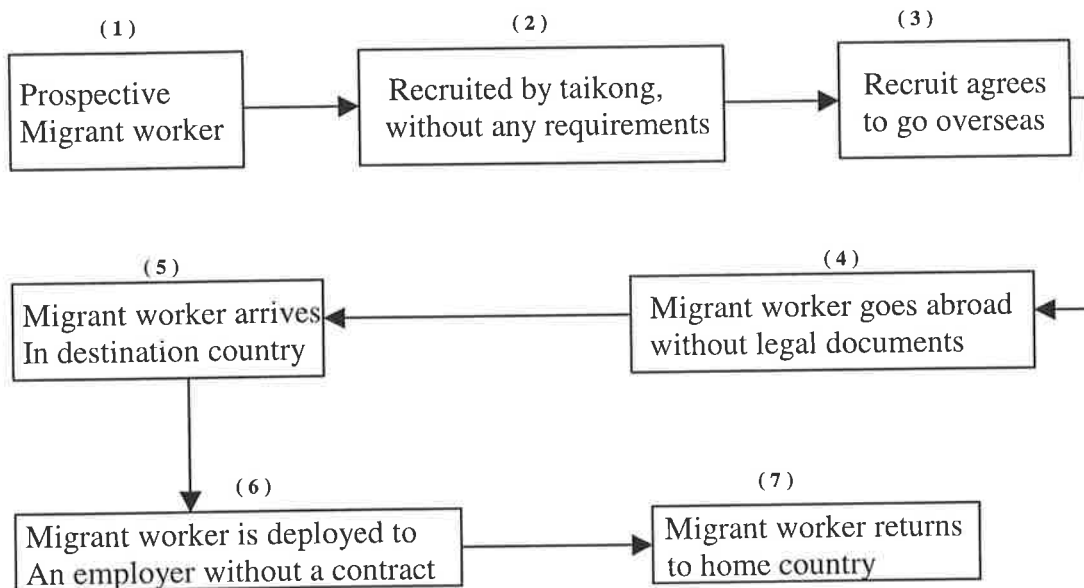 (1)
Prospective
Migrant worker
(2)
Recruited by taikong,
without any requirements
(3)
Recruit agrees
to go overseas
(4)
Migrant worker goes abroad
without legal documents
(5)
Migrant worker arrives
In destination country
(6)
Migrant worker is deployed to
An employer without a contract
(7)
Migrant worker returns
to home country